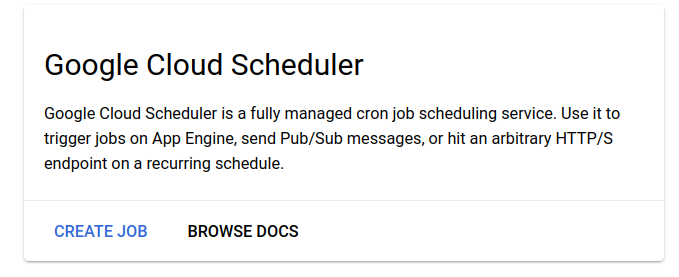 Google Cloud Scheduler
Google Cloud Scheduler is a fully managed cron job scheduling service. Use it to
trigger jobs on App Engine, send Pub/Sub messages, or hit an arbitrary HTTP/S
endpoint on a recurring schedule.
CREATE JOB BROWSE DOCS